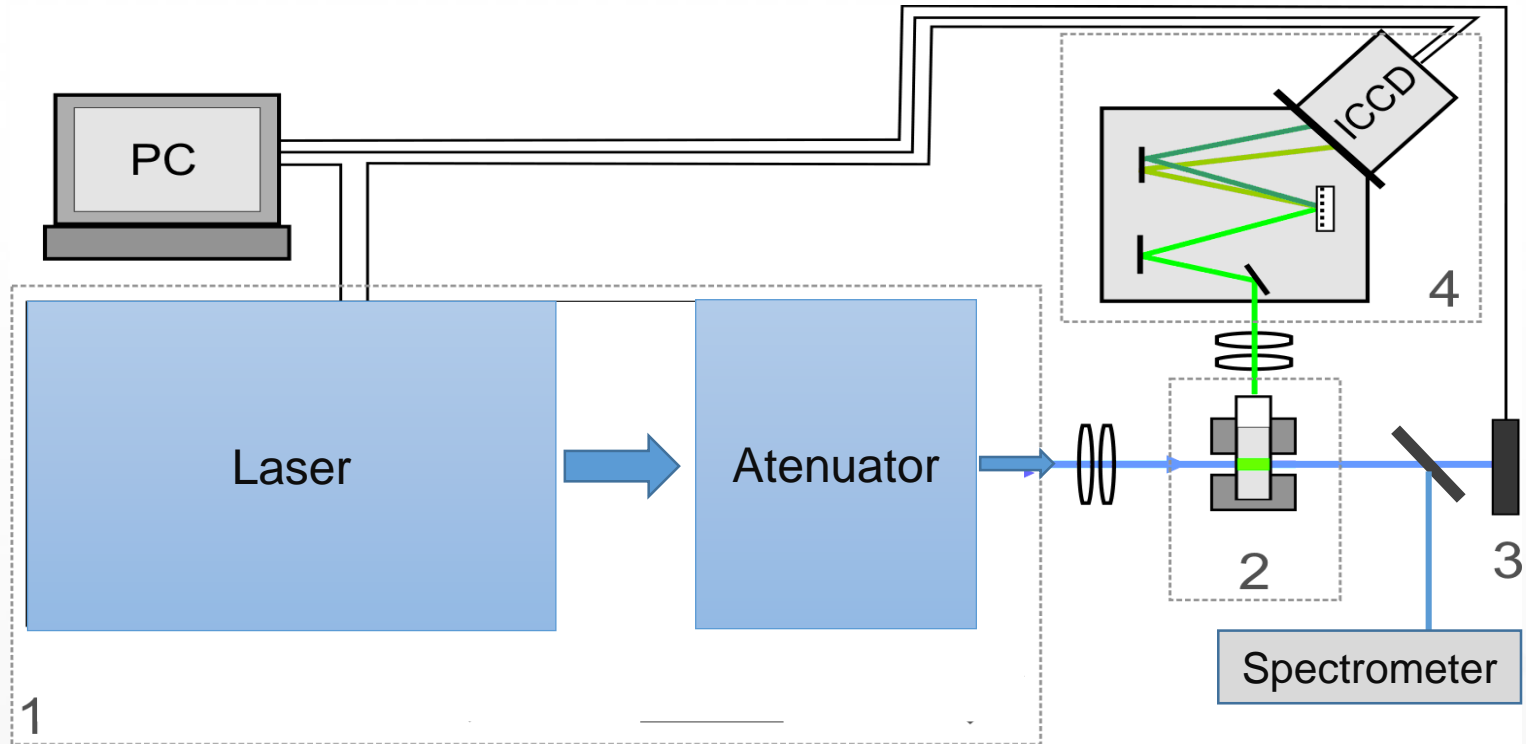 ICCD
PC
4
Laser
Atenuator
2
3
Spectrometer
1